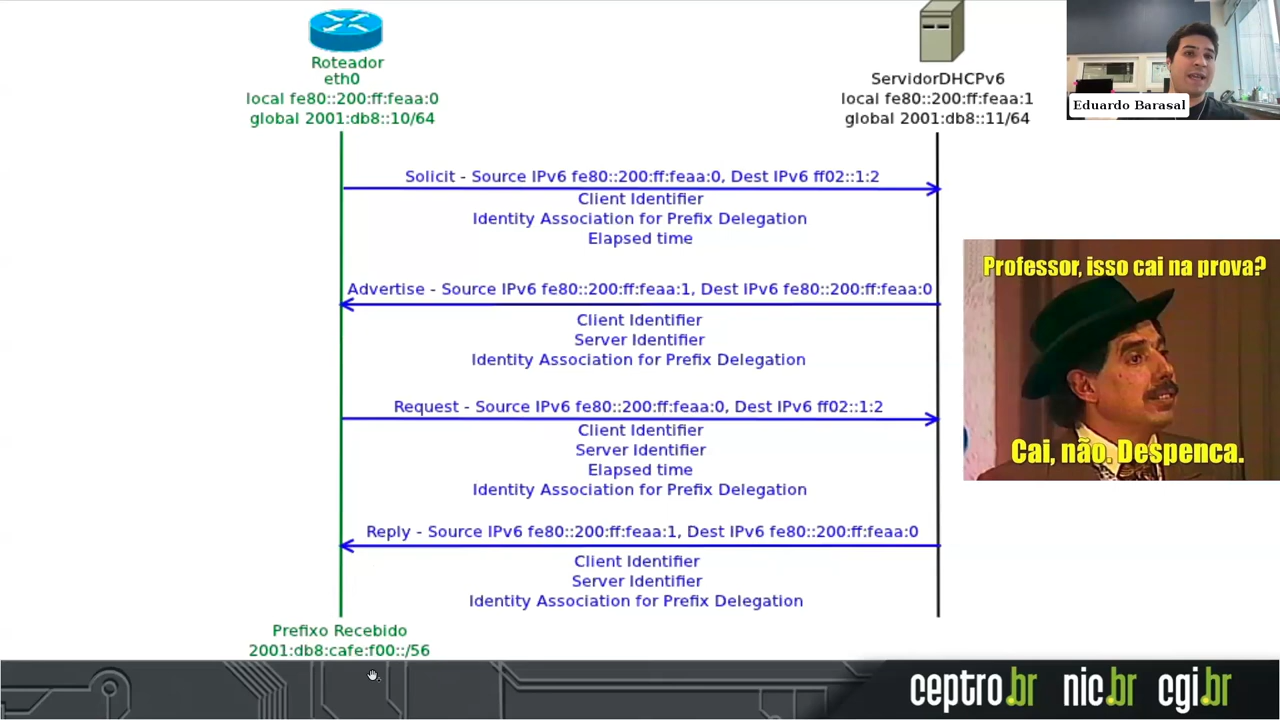 Roteador
eth0
local fe80::200:ff:feaa:0
global 2001:db8::10/64
ServidorDHCPv6
local fe80::200:ff:feaa:1
global 2001:db8::11/64
Eduardo Barasal
Solicit - Source IPv6 fe80::200:ff:feaa:0, Dest IPv6 ff02::1:2
Client Identifier
Identity Association for Prefix Delegation
Elapsed time
Advertise - Source IPv6 fe80::200:ff:feaa:1, Dest IPv6 fe80::200:ff:feaa:0
Client Identifier
Server Identifier
Identity Association for Prefix Delegation
Request - Source IPv6 fe80::200:ff:feaa:0, Dest IPv6 ff02::1:2
Client Identifier
Server Identifier
Elapsed time
Identity Association for Prefix Delegation
Reply - Source IPv6 fe80::200:ff:feaa:1, Dest IPv6 fe80::200:ff:feaa:0
Client Identifier
Server Identifier
Identity Association for Prefix Delegation
Prefixo Recebido
2001:db8:cafe:f00::/56
Professor, isso cai na prova?
Cai, não. Despenca.
ceptro.br nic.br cgi.br